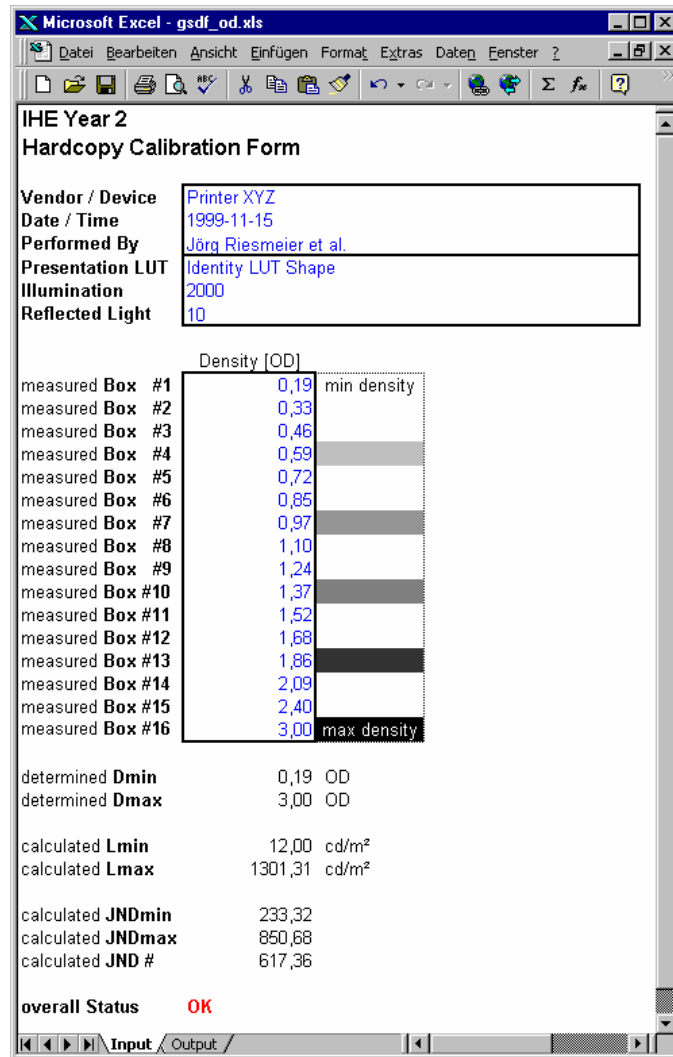 Microsoft Excel - gsdf_od.xls
Datei Bearbeiten Ansicht Einfügen Format Extras Daten Fenster ?
ABC Σ fx ?
IHE Year 2
Hardcopy Calibration Form
Vendor / Device Printer XYZ
Date / Time 1999-11-15
Performed By Jörg Riesmeier et al.
Presentation LUT Identity LUT Shape
Illumination 2000
Reflected Light 10
Density [OD]
measured Box #1 0,19 min density
measured Box #2 0,33
measured Box #3 0,46
measured Box #4 0,59
measured Box #5 0,72
measured Box #6 0,85
measured Box #7 0,97
measured Box #8 1,10
measured Box #9 1,24
measured Box #10 1,37
measured Box #11 1,52
measured Box #12 1,68
measured Box #13 1,86
measured Box #14 2,09
measured Box #15 2,40
measured Box #16 3,00 max density
determined Dmin 0,19 OD
determined Dmax 3,00 OD
calculated Lmin 12,00 cd/m²
calculated Lmax 1301,31 cd/m²
calculated JNDmin 233,32
calculated JNDmax 850,68
calculated JND # 617,36
overall Status OK
Input Output